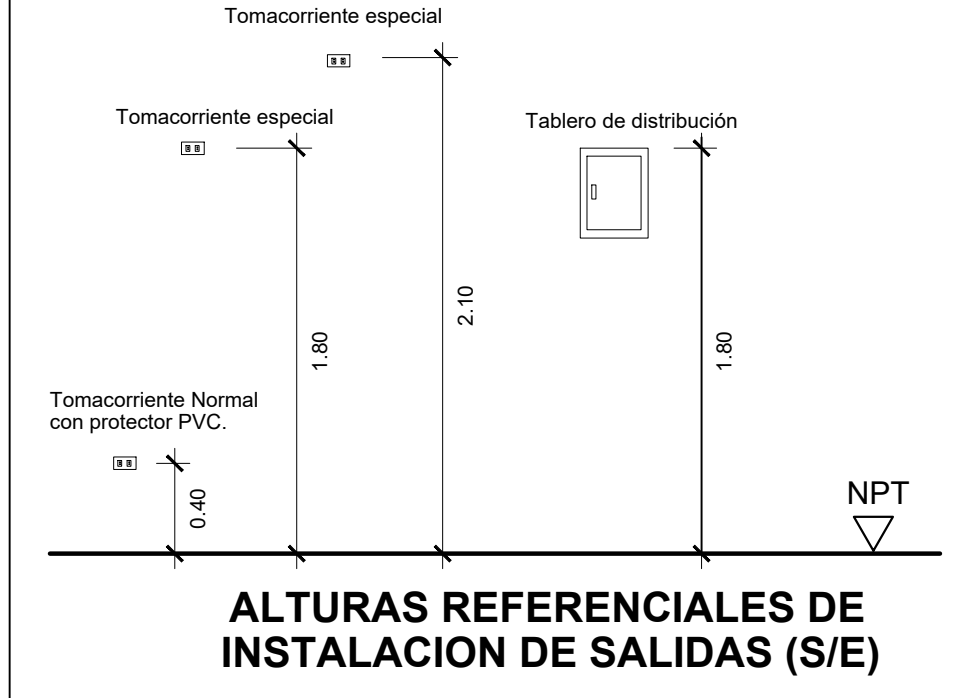 Tomacorriente especial
Tomacorriente especial
Tablero de distribución
2.10
1.80
1.80
Tomacorriente Normal
con protector PVC.
0.40
NPT
ALTURAS REFERENCIALES DE
INSTALACION DE SALIDAS (S/E)